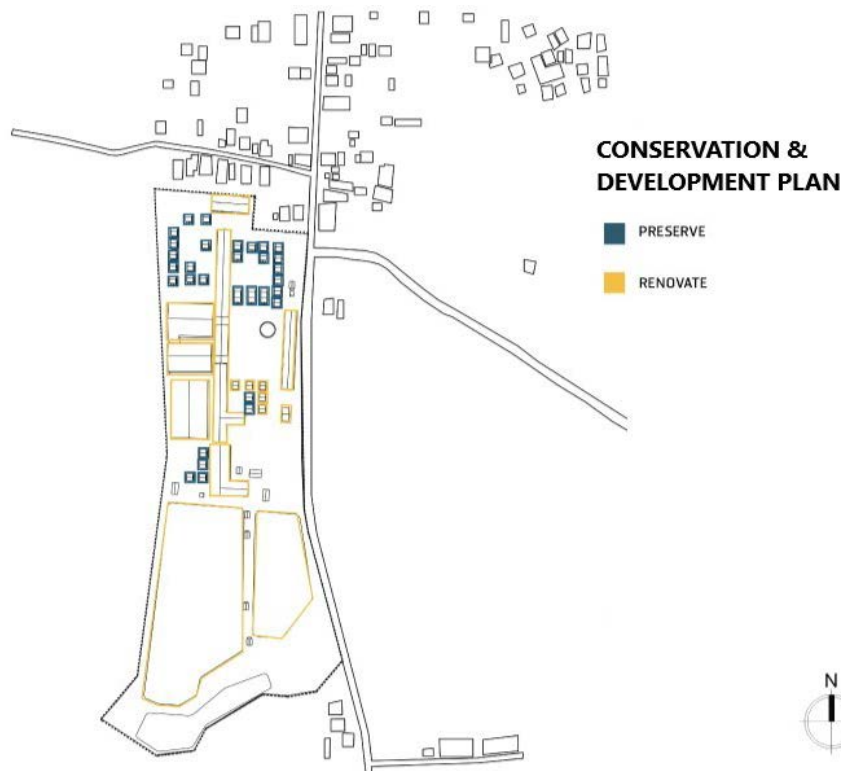 CONSERVATION &
DEVELOPMENT PLAN
PRESERVE
RENOVATE
N